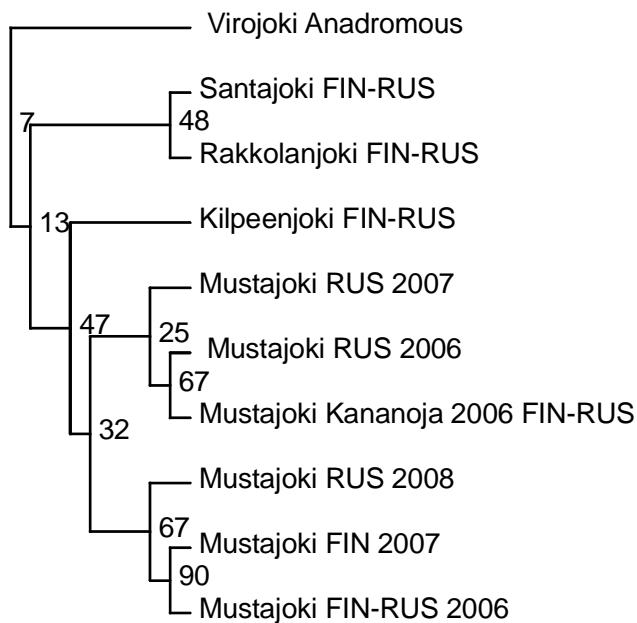 Virojoki Anadromous
Santajoki FIN-RUS
7
48
Rakkolanjoki FIN-RUS
13
Kilpeenjoki FIN-RUS
Mustajoki RUS 2007
47
25
Mustajoki RUS 2006
67
Mustajoki Kananoja 2006 FIN-RUS
32
Mustajoki RUS 2008
67
Mustajoki FIN 2007
90
Mustajoki FIN-RUS 2006